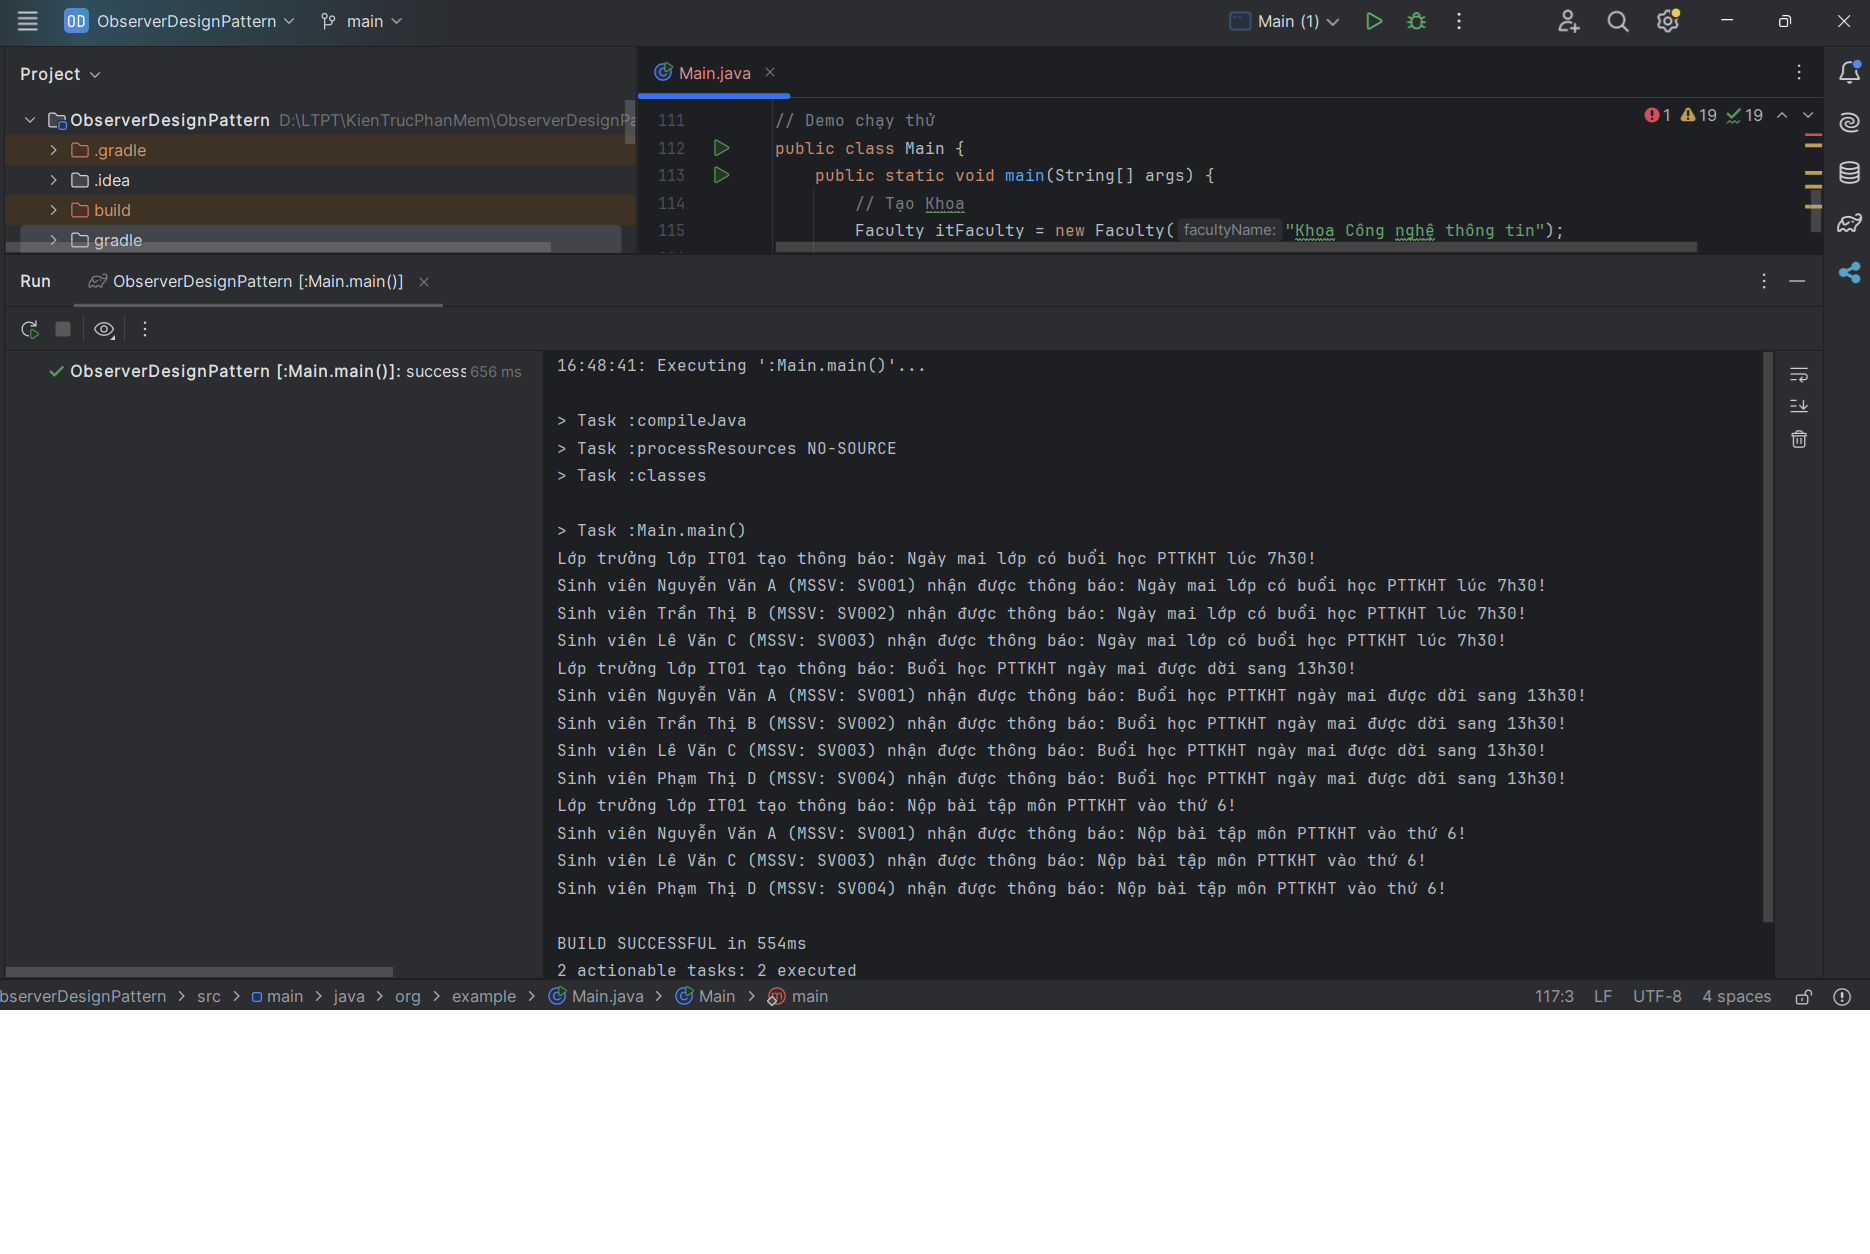 OD ObserverDesignPattern main Main (1)
Project
Main.java
ObserverDesignPattern D:\LTPT\KienTrucPhanMem\ObserverDesignPa
.gradle
.idea
build
gradle
111 // Demo chạy thử
112 public class Main {
113 public static void main(String[] args) {
114 // Tạo Khoa
115 Faculty itFaculty = new Faculty( facultyName: "Khoa Công nghệ thông tin");
1 19 19
Run ObserverDesignPattern [:Main.main()]
ObserverDesignPattern [:Main.main()]: success 656 ms
16:48:41: Executing ':Main.main()'...
> Task :compileJava
> Task :processResources NO-SOURCE
> Task :classes
> Task :Main.main()
Lớp trưởng lớp IT01 tạo thông báo: Ngày mai lớp có buổi học PTTKHT lúc 7h30!
Sinh viên Nguyễn Văn A (MSSV: SV001) nhận được thông báo: Ngày mai lớp có buổi học PTTKHT lúc 7h30!
Sinh viên Trần Thị B (MSSV: SV002) nhận được thông báo: Ngày mai lớp có buổi học PTTKHT lúc 7h30!
Sinh viên Lê Văn C (MSSV: SV003) nhận được thông báo: Ngày mai lớp có buổi học PTTKHT lúc 7h30!
Lớp trưởng lớp IT01 tạo thông báo: Buổi học PTTKHT ngày mai được dời sang 13h30!
Sinh viên Nguyễn Văn A (MSSV: SV001) nhận được thông báo: Buổi học PTTKHT ngày mai được dời sang 13h30!
Sinh viên Trần Thị B (MSSV: SV002) nhận được thông báo: Buổi học PTTKHT ngày mai được dời sang 13h30!
Sinh viên Lê Văn C (MSSV: SV003) nhận được thông báo: Buổi học PTTKHT ngày mai được dời sang 13h30!
Sinh viên Phạm Thị D (MSSV: SV004) nhận được thông báo: Buổi học PTTKHT ngày mai được dời sang 13h30!
Lớp trưởng lớp IT01 tạo thông báo: Nộp bài tập môn PTTKHT vào thứ 6!
Sinh viên Nguyễn Văn A (MSSV: SV001) nhận được thông báo: Nộp bài tập môn PTTKHT vào thứ 6!
Sinh viên Lê Văn C (MSSV: SV003) nhận được thông báo: Nộp bài tập môn PTTKHT vào thứ 6!
Sinh viên Phạm Thị D (MSSV: SV004) nhận được thông báo: Nộp bài tập môn PTTKHT vào thứ 6!
BUILD SUCCESSFUL in 554ms
2 actionable tasks: 2 executed
bserverDesignPattern > src > main > java > org > example > Main.java > Main > main 117:3 LF UTF-8 4 spaces